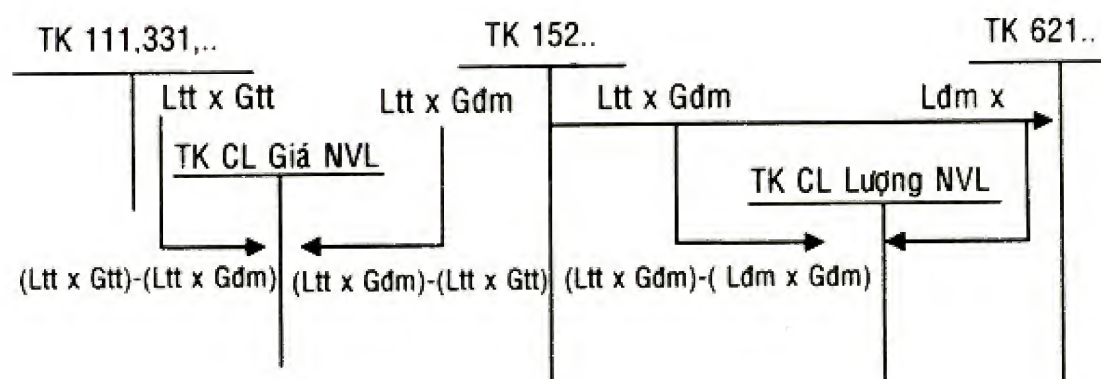 TK 111,331,..
TK 152..
TK 621..
Ltt x Gtt
Ltt x Gđm
Ltt x Gđm
Lđm x
TK CL Giá NVL
TK CL Lượng NVL
(Ltt x Gtt)-(Ltt x Gđm)
(Ltt x Gđm)-(Ltt x Gtt)
(Ltt x Gđm)-( Lđm x Gđm)